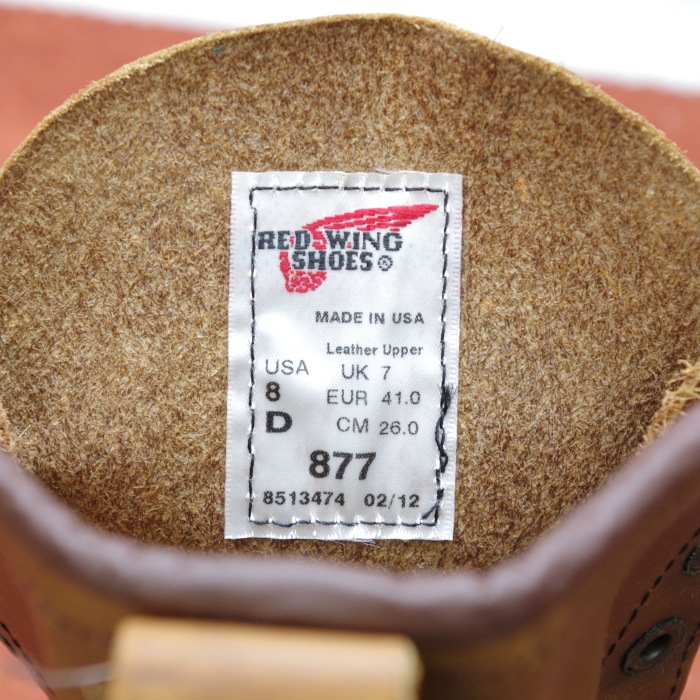 RED WING
SHOES®
MADE IN USA
Leather Upper
USA UK 7
8 EUR 41.0
D CM 26.0
877
8513474 02/12